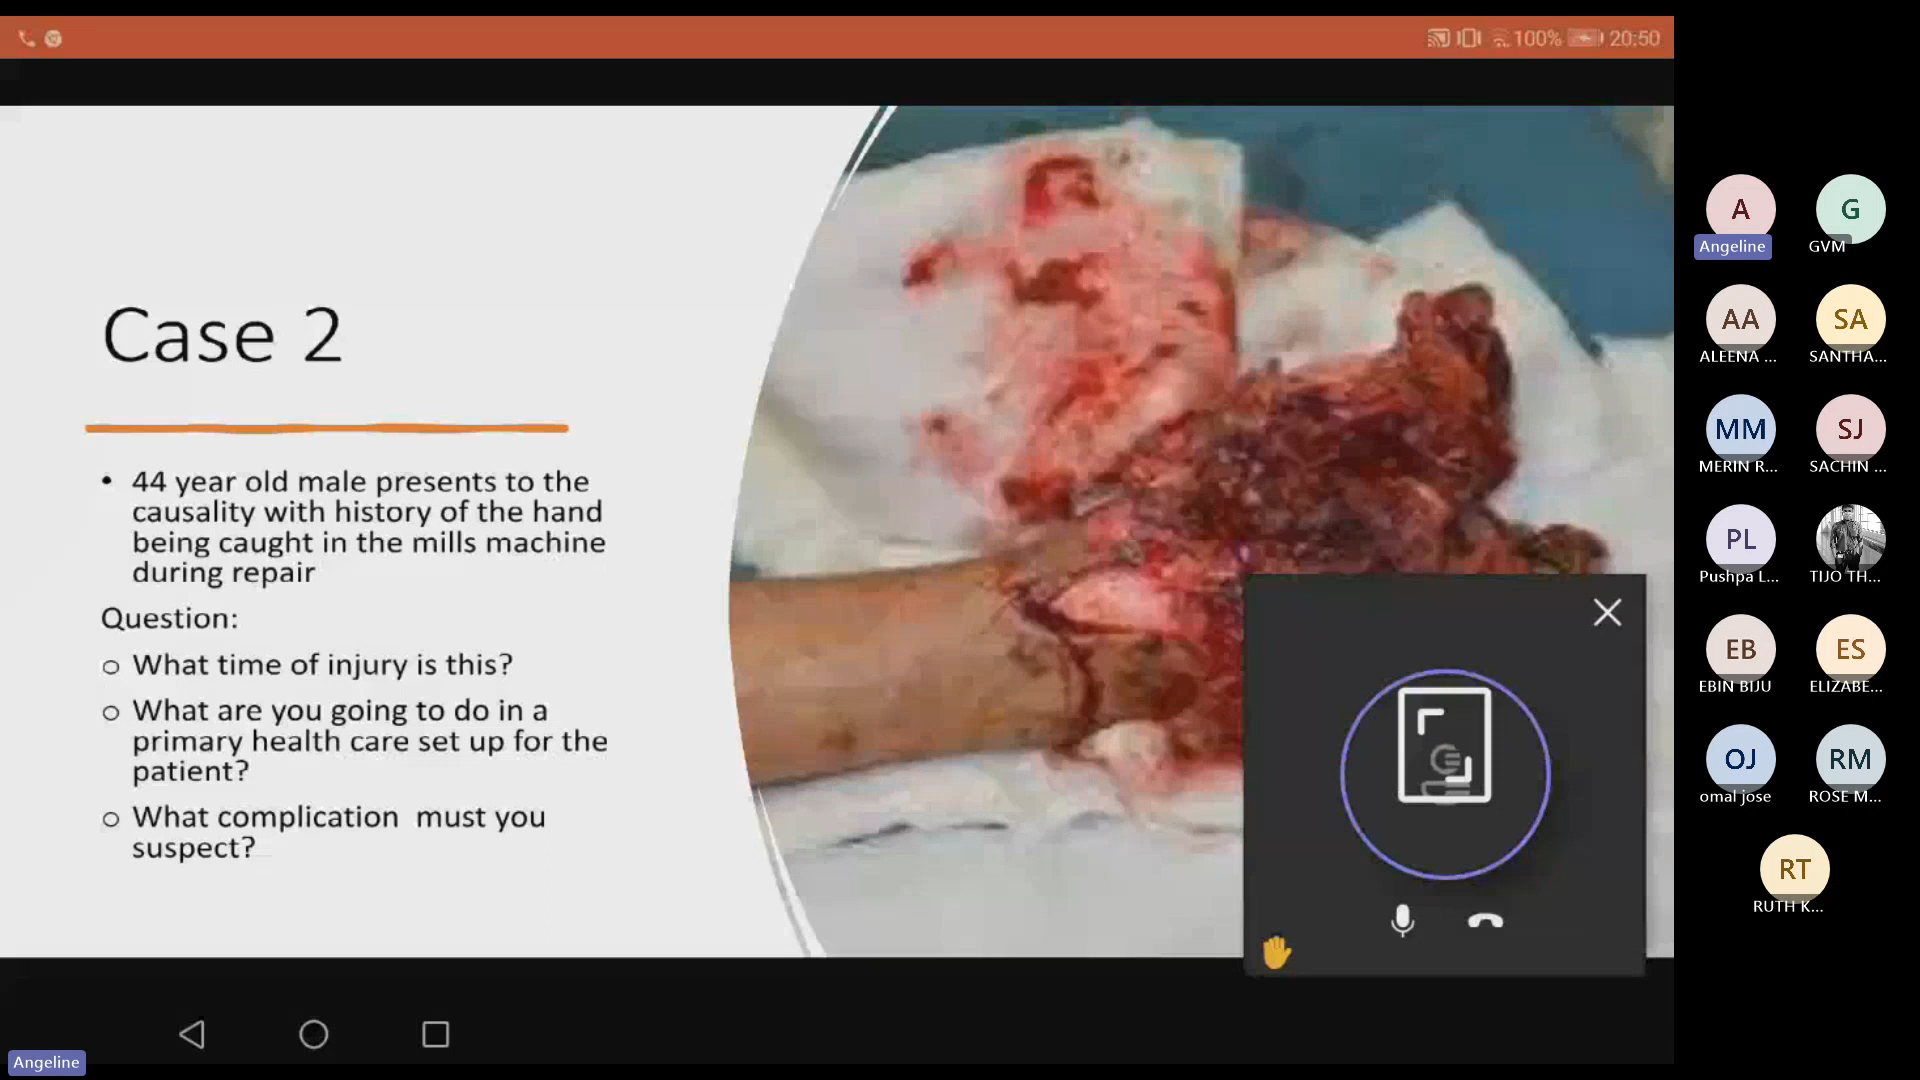 100% 20:50
Case 2
• 44 year old male presents to the
causality with history of the hand
being caught in the mills machine
during repair
Question:
o What time of injury is this?
o What are you going to do in a
primary health care set up for the
patient?
o What complication must you
suspect?
A
Angeline
G
GVM
AA
ALEENA ...
SA
SANTHA...
MM
MERIN R...
SJ
SACHIN ...
PL
Pushpa L...
TIJO TH...
EB
EBIN BIJU
ES
ELIZABE...
OJ
omal jose
RM
ROSE M...
RT
RUTH K...
Angeline